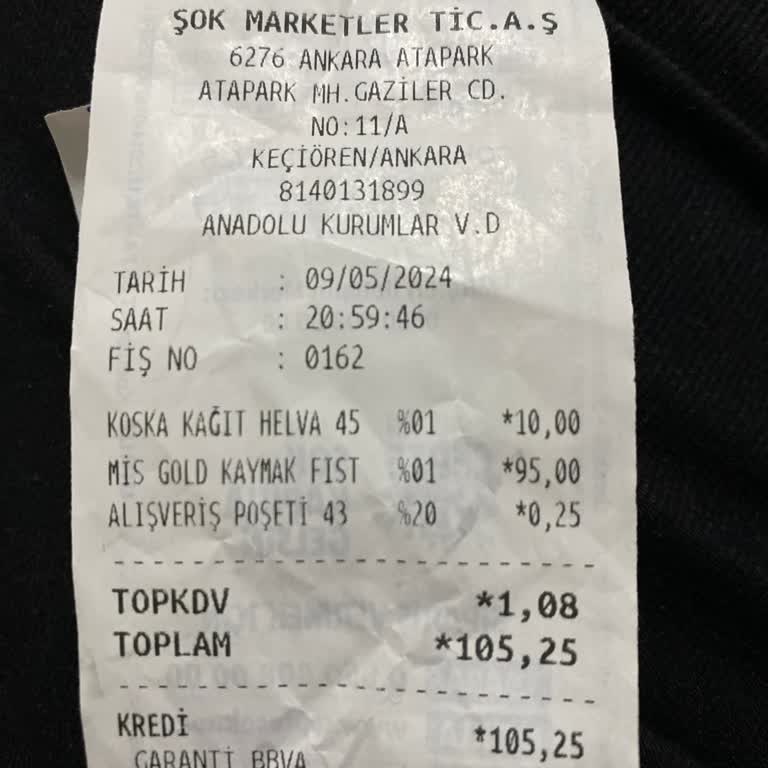 ŞOK MARKETLER TİC.A.Ş
6276 ANKARA ATAPARK
ATAPARK MH.GAZİLER CD.
NO:11/A
KEÇİÖREN/ANKARA
8140131899
ANADOLU KURUMLAR V.D
TARİH : 09/05/2024
SAAT : 20:59:46
FİŞ NO : 0162
KOSKA KAĞIT HELVA 45 %01 *10,00
MİS GOLD KAYMAK FIST %01 *95,00
ALIŞVERİŞ POŞETİ 43 %20 *0,25
TOPKDV *1,08
TOPLAM *105,25
KREDİ *105,25
GARANTİ BBVA